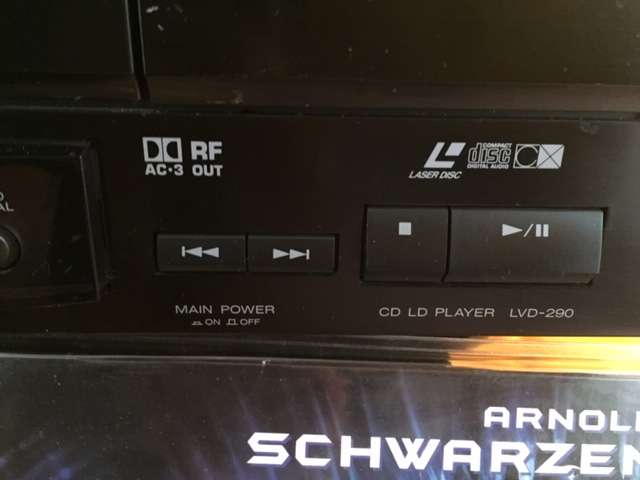 RF
AC·3 OUT
LASER DISC
COMPACT
disc
DIGITAL AUDIO
CX
MAIN POWER
ON OFF
CD LD PLAYER LVD-290
SCHWARZEN